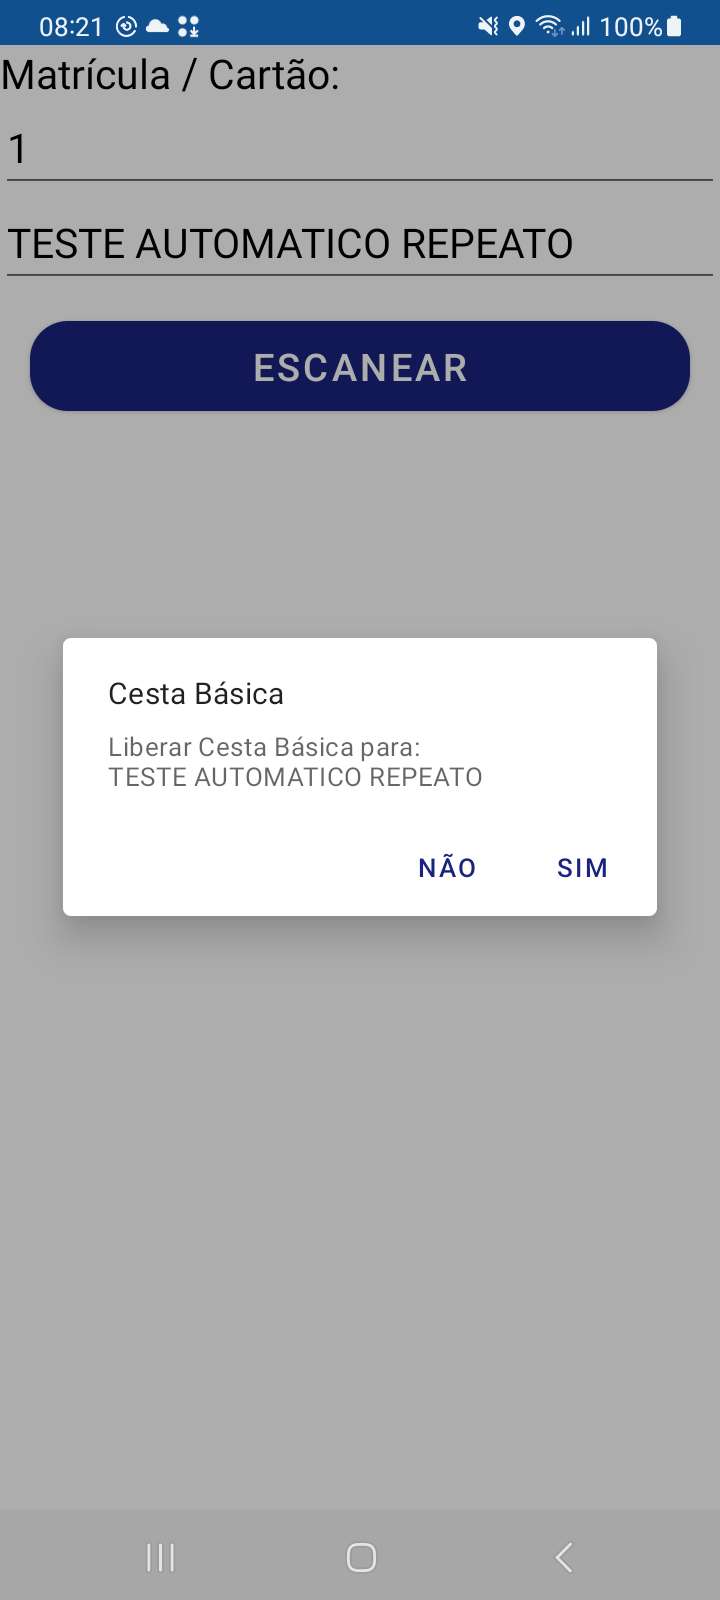 08:21 100%
Matrícula / Cartão:
1
TESTE AUTOMATICO REPEATO
ESCANEAR
Cesta Básica
Liberar Cesta Básica para:
TESTE AUTOMATICO REPEATO
NÃO SIM